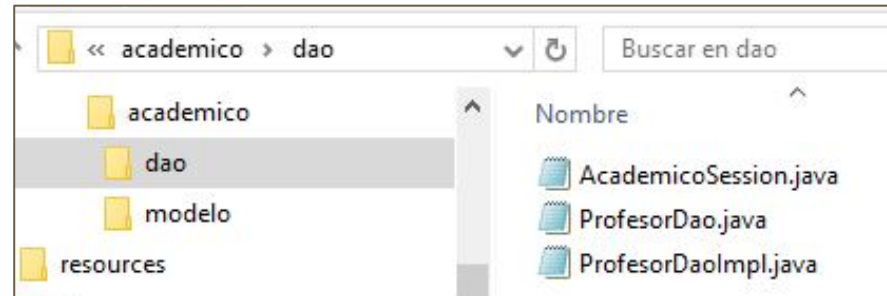 « academico > dao
Buscar en dao
academico
dao
modelo
resources
Nombre
AcademicoSession.java
ProfesorDao.java
ProfesorDaoImpl.java